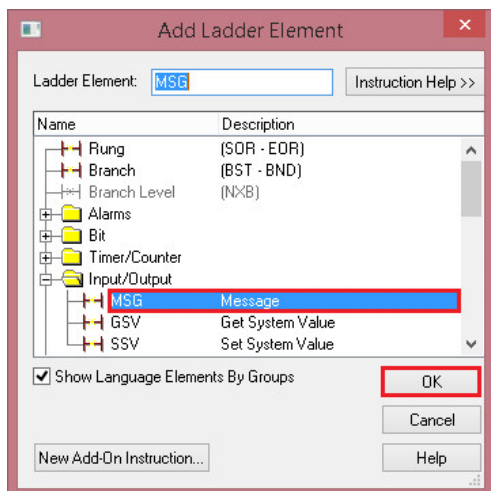 Add Ladder Element
Ladder Element: MSG Instruction Help >>
Name Description
Rung (SOR - EOR)
Branch (BST - BND)
Branch Level (NXB)
Alarms
Bit
Timer/Counter
Input/Output
MSG Message
GSV Get System Value
SSV Set System Value
Show Language Elements By Groups OK
Cancel
New Add-On Instruction... Help